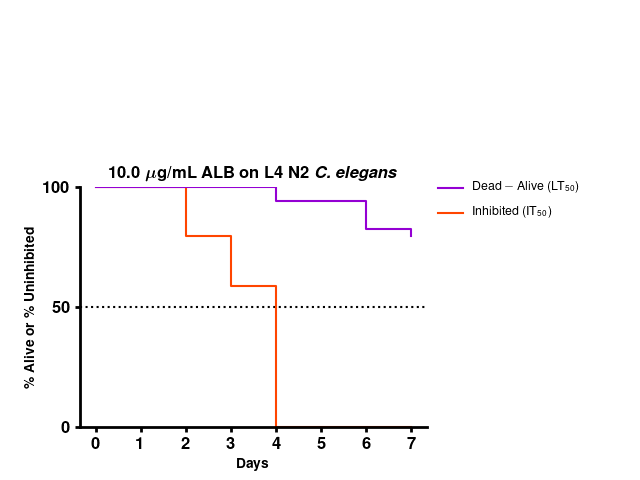 10.0 μg/mL ALB on L4 N2 C. elegans
Dead − Alive (LT₅₀)
Inhibited (IT₅₀)
% Alive or % Uninhibited
100
50
0
0 1 2 3 4 5 6 7
Days